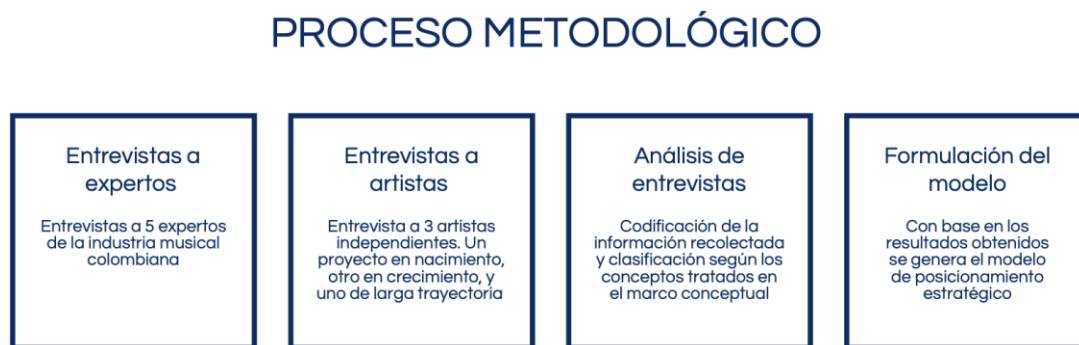 PROCESO METODOLÓGICO
Entrevistas a
expertos
Entrevistas a 5 expertos
de la industria musical
colombiana
Entrevistas a
artistas
Entrevista a 3 artistas
independientes. Un
proyecto en nacimiento,
otro en crecimiento, y
uno de larga trayectoria
Análisis de
entrevistas
Codificación de la
información recolectada
y clasificación según los
conceptos tratados en
el marco conceptual
Formulación del
modelo
Con base en los
resultados obtenidos
se genera el modelo
de posicionamiento
estratégico